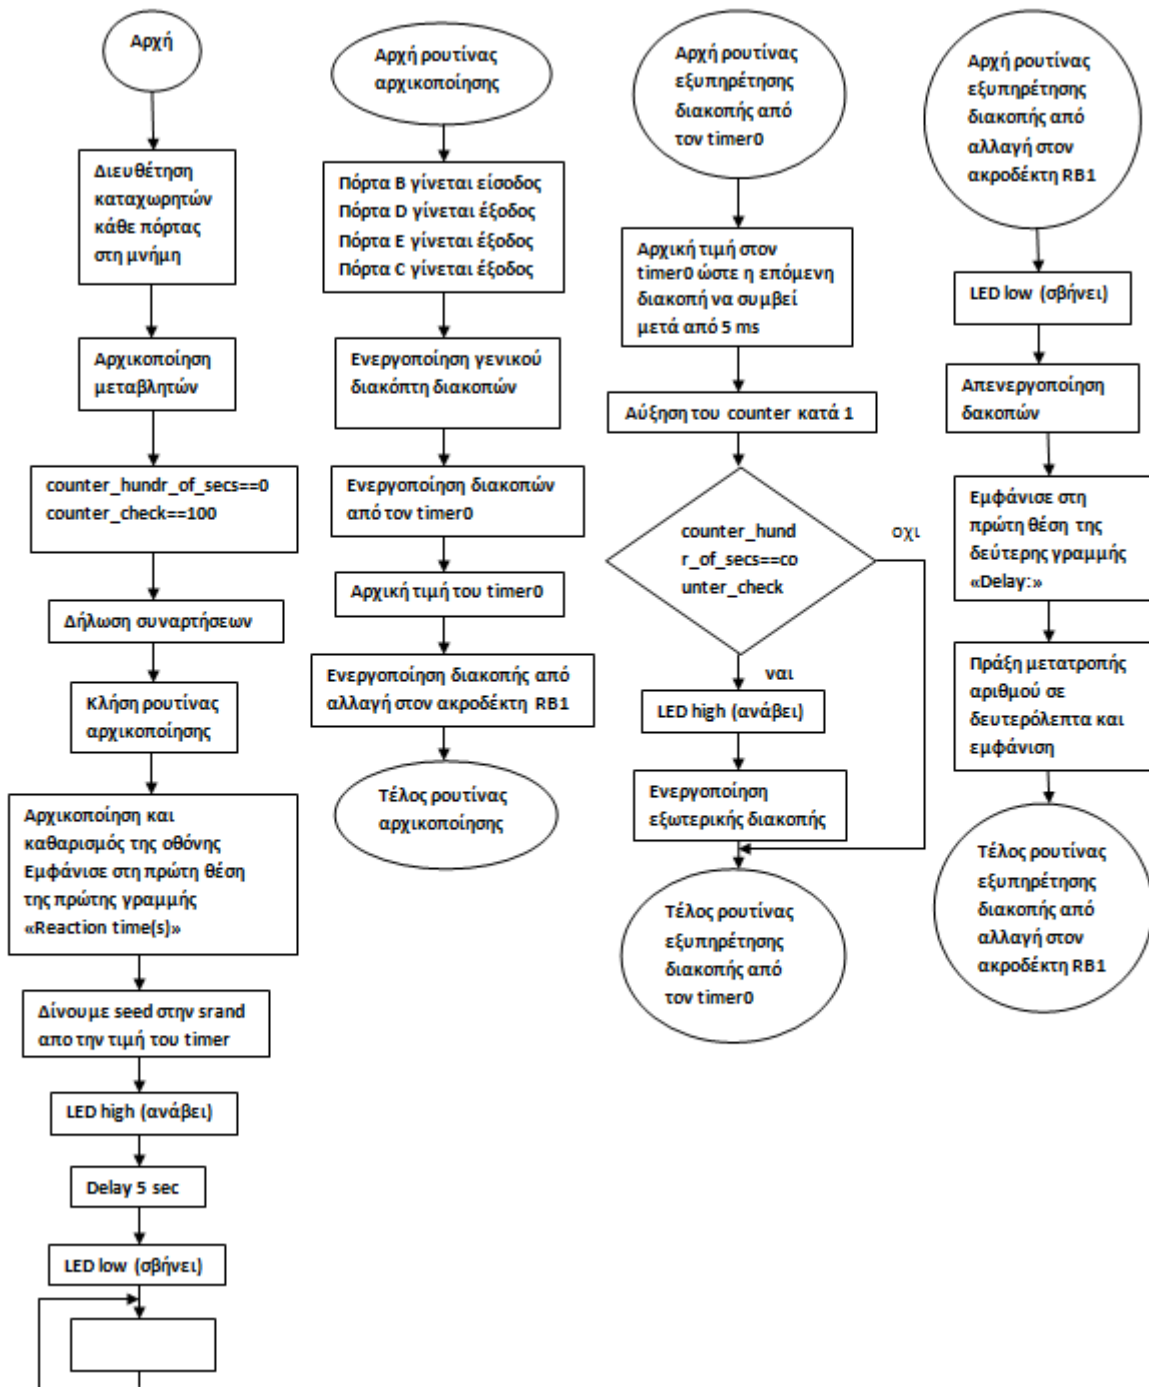 Αρχή
Διευθέτηση
καταχωρητών
κάθε πόρτας
στη μνήμη
Αρχικοποίηση
μεταβλητών
counter_hundr_of_secs==0
counter_check==100
Δήλωση συναρτήσεων
Κλήση ρουτίνας
αρχικοποίησης
Αρχικοποίηση και
καθαρισμός της οθόνης
Εμφάνισε στη πρώτη θέση
της πρώτης γραμμής
«Reaction time(s)»
Δίνουμε seed στην srand
απο την τιμή του timer
LED high (ανάβει)
Delay 5 sec
LED low (σβήνει)
Αρχή ρουτίνας
αρχικοποίησης
Πόρτα B γίνεται είσοδος
Πόρτα D γίνεται έξοδος
Πόρτα E γίνεται έξοδος
Πόρτα C γίνεται έξοδος
Ενεργοποίηση γενικού
διακόπτη διακοπών
Ενεργοποίηση διακοπών
από τον timer0
Αρχική τιμή του timer0
Ενεργοποίηση διακοπής από
αλλαγή στον ακροδέκτη RB1
Τέλος ρουτίνας
αρχικοποίησης
Αρχή ρουτίνας
εξυπηρέτησης
διακοπής από
τον timer0
Αρχική τιμή στον
timer0 ώστε η επόμενη
διακοπή να συμβεί
μετά από 5 ms
Αύξηση του counter κατά 1
counter_hund
r_of_secs==co
unter_check
οχι
ναι
LED high (ανάβει)
Ενεργοποίηση
εξωτερικής διακοπής
Τέλος ρουτίνας
εξυπηρέτησης
διακοπής από
τον timer0
Αρχή ρουτίνας
εξυπηρέτησης
διακοπής από
αλλαγή στον
ακροδέκτη RB1
LED low (σβήνει)
Απενεργοποίηση
δακοπών
Εμφάνισε στη
πρώτη θέση της
δεύτερης γραμμής
«Delay:»
Πράξη μετατροπής
αριθμού σε
δευτερόλεπτα και
εμφάνιση
Τέλος ρουτίνας
εξυπηρέτησης
διακοπής από
αλλαγή στον
ακροδέκτη RB1